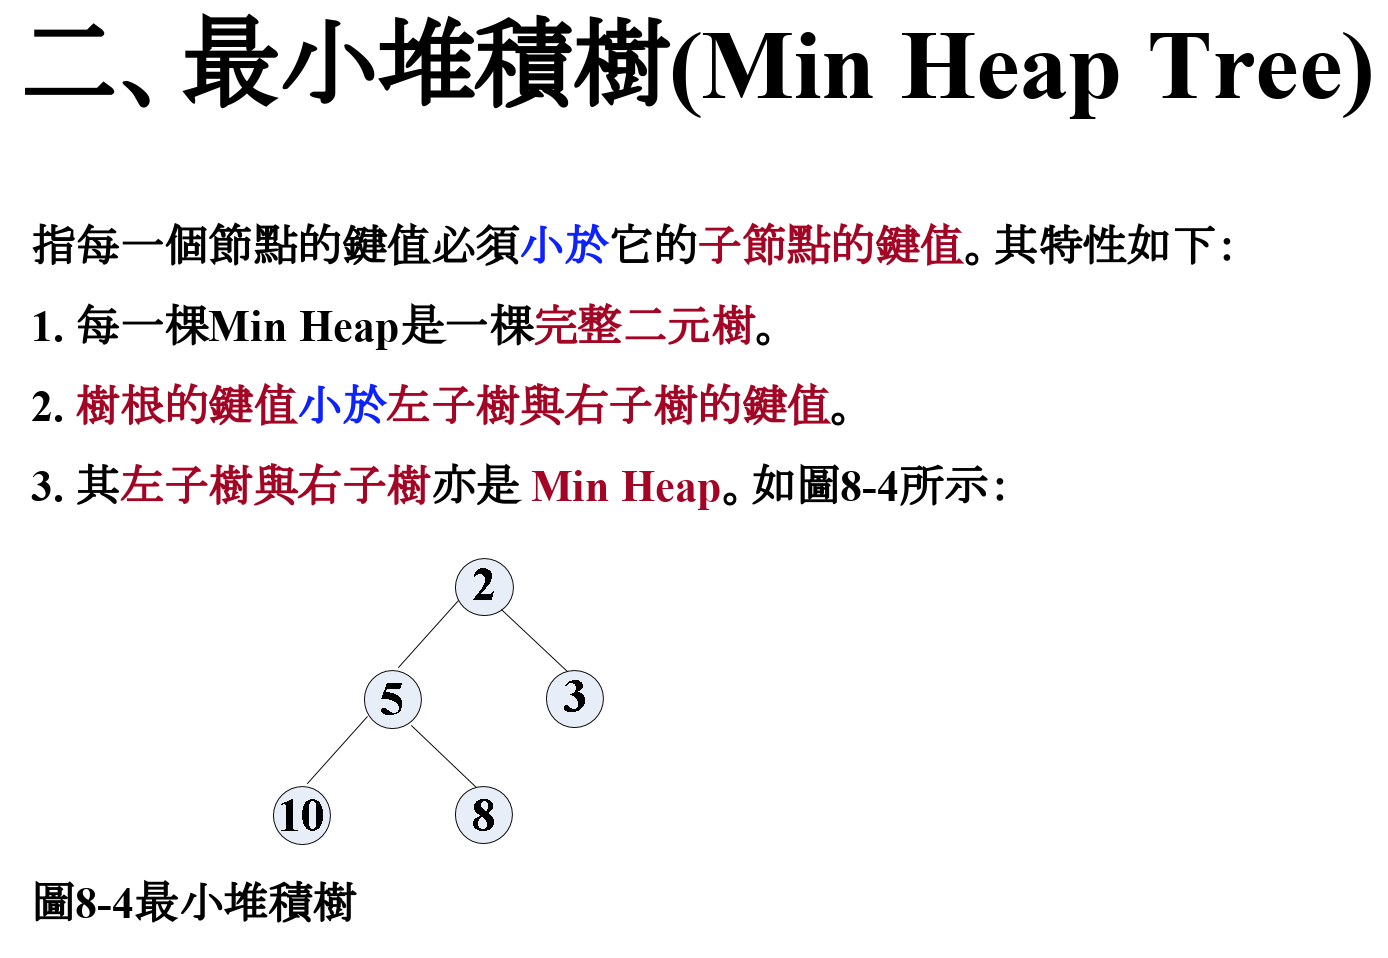 二、最小堆積樹(Min Heap Tree)
指每一個節點的鍵值必須小於它的子節點的鍵值。其特性如下：
1. 每一棵Min Heap是一棵完整二元樹。
2. 樹根的鍵值小於左子樹與右子樹的鍵值。
3. 其左子樹與右子樹亦是 Min Heap。如圖8-4所示：
2
5
3
10
8
圖8-4最小堆積樹